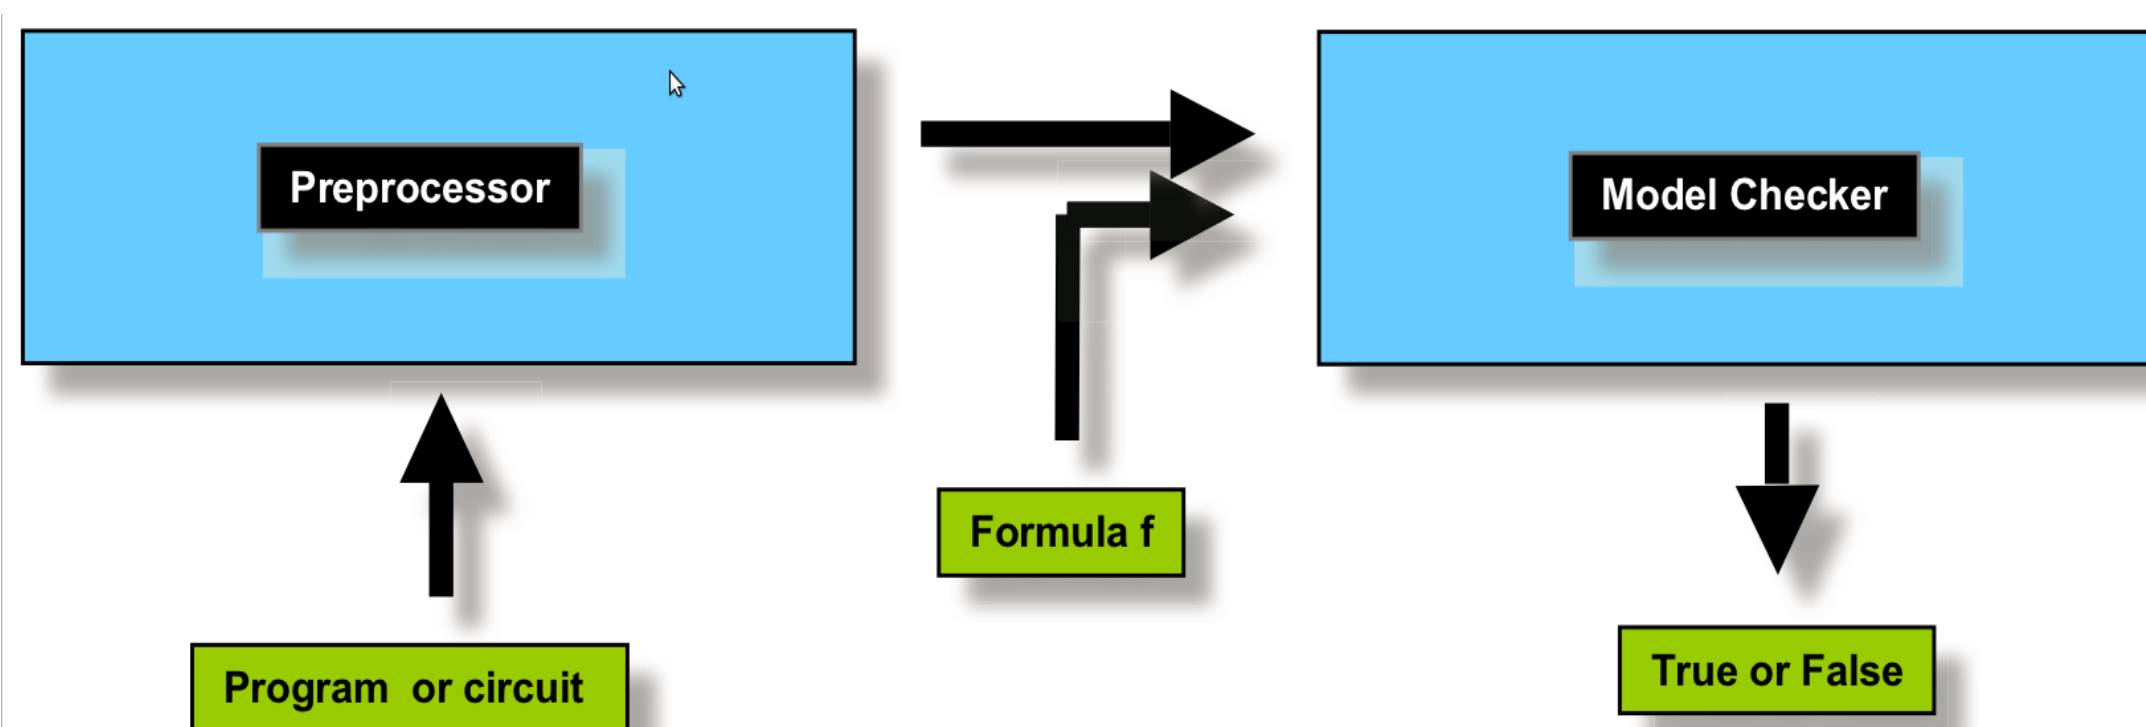 Preprocessor
Model Checker
Formula f
Program or circuit
True or False